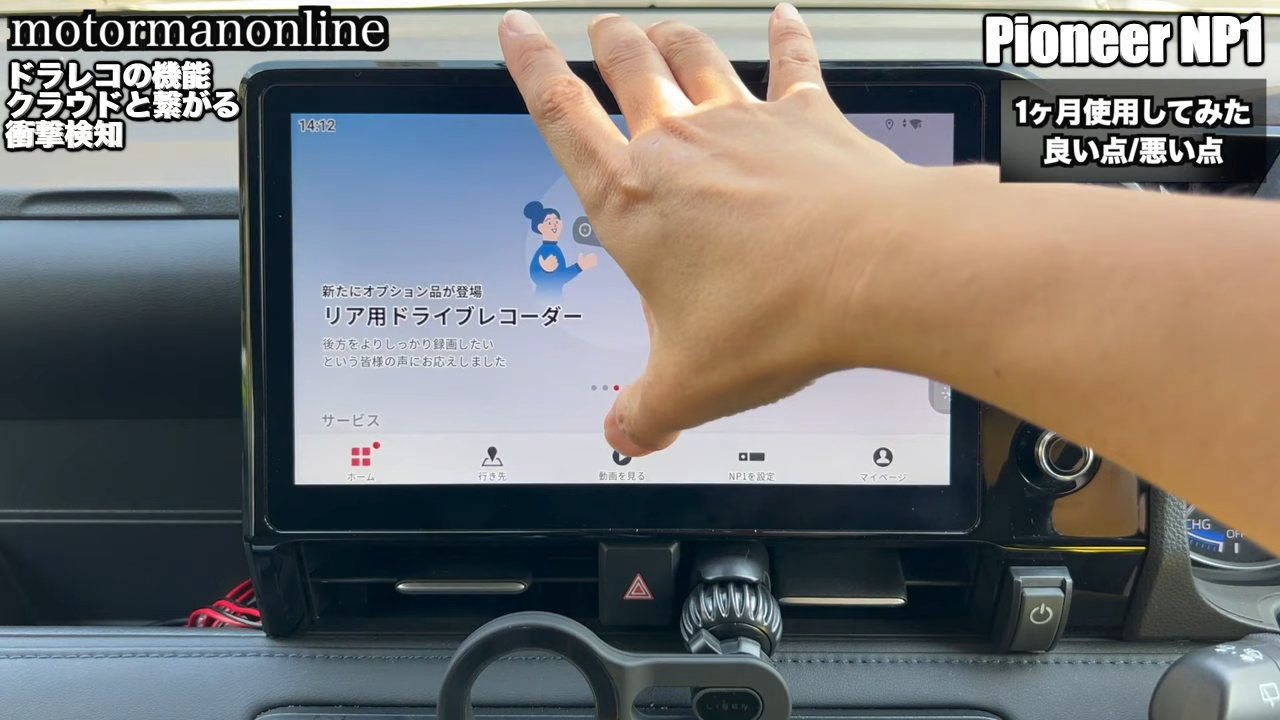 motormanonline
ドラレコの機能
クラウドと繋がる
衝撃検知
Pioneer NP1
1ヶ月使用してみた
良い点/悪い点
14:12
新たにオプション品が登場
リア用ドライブレコーダー
後方をよりしっかり録画したい
という皆様の声にお応えしました
サービス
ホーム
行き先
動画を見る
NP1を設定
マイページ
CHG